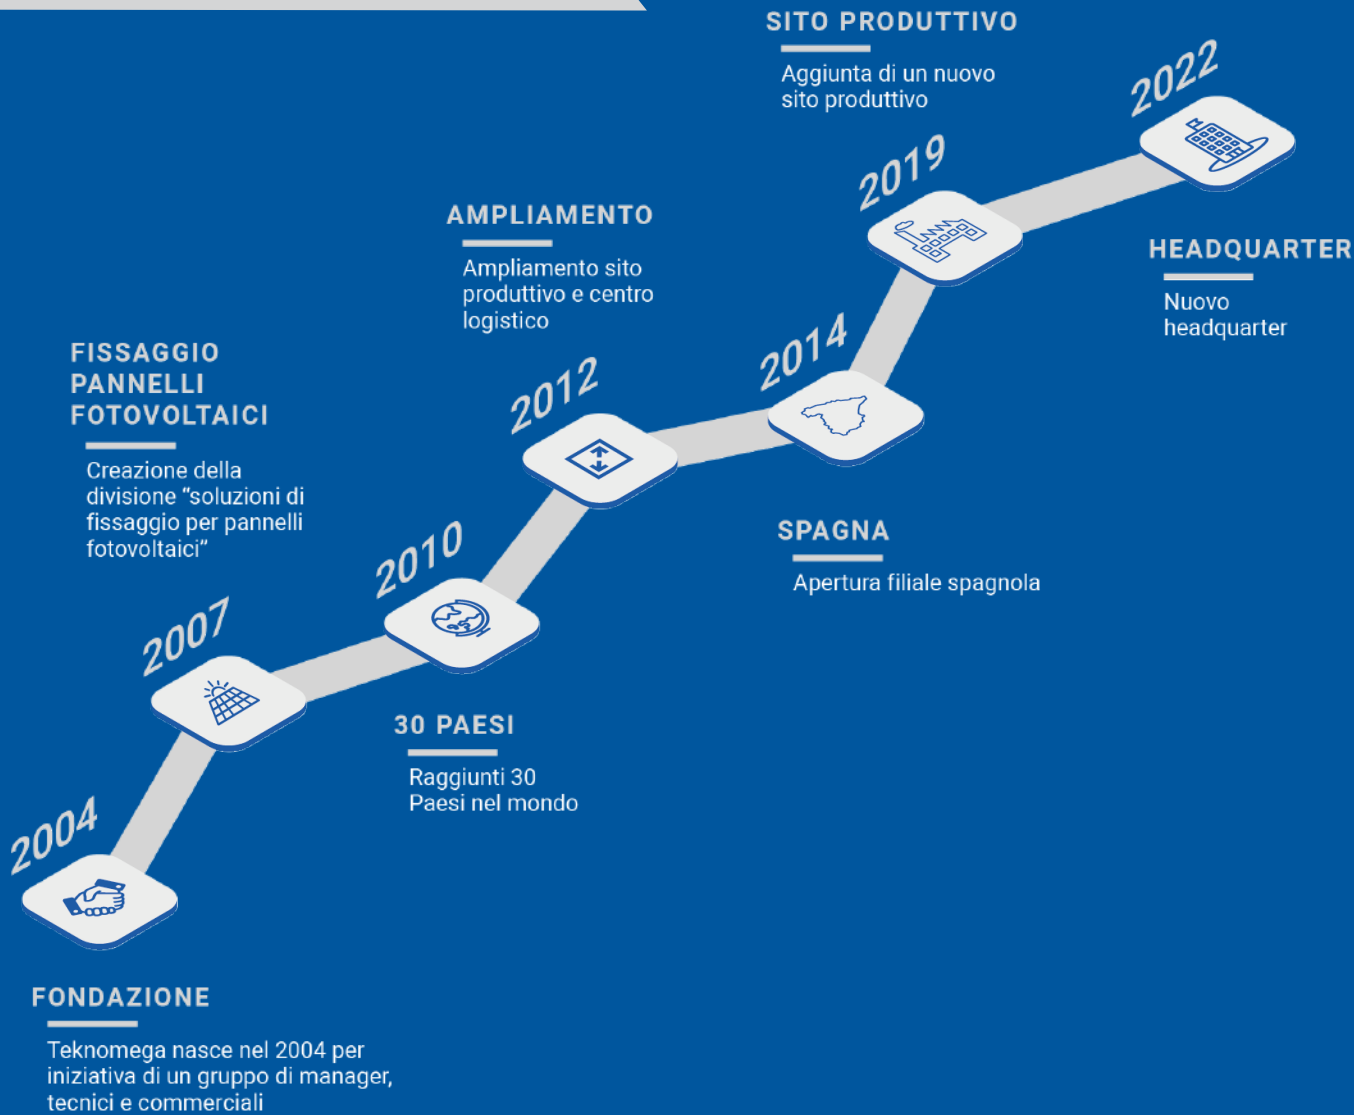 SITO PRODUTTIVO
Aggiunta di un nuovo
sito produttivo
2022
2019
AMPLIAMENTO
Ampliamento sito
produttivo e centro
logistico
HEADQUARTER
Nuovo
headquarter
2014
FISSAGGIO
PANNELLI
FOTOVOLTAICI
Creazione della
divisione “soluzioni di
fissaggio per pannelli
fotovoltaici”
2012
SPAGNA
Apertura filiale spagnola
2010
2007
30 PAESI
Raggiunti 30
Paesi nel mondo
2004
FONDAZIONE
Teknomega nasce nel 2004 per
iniziativa di un gruppo di manager,
tecnici e commerciali